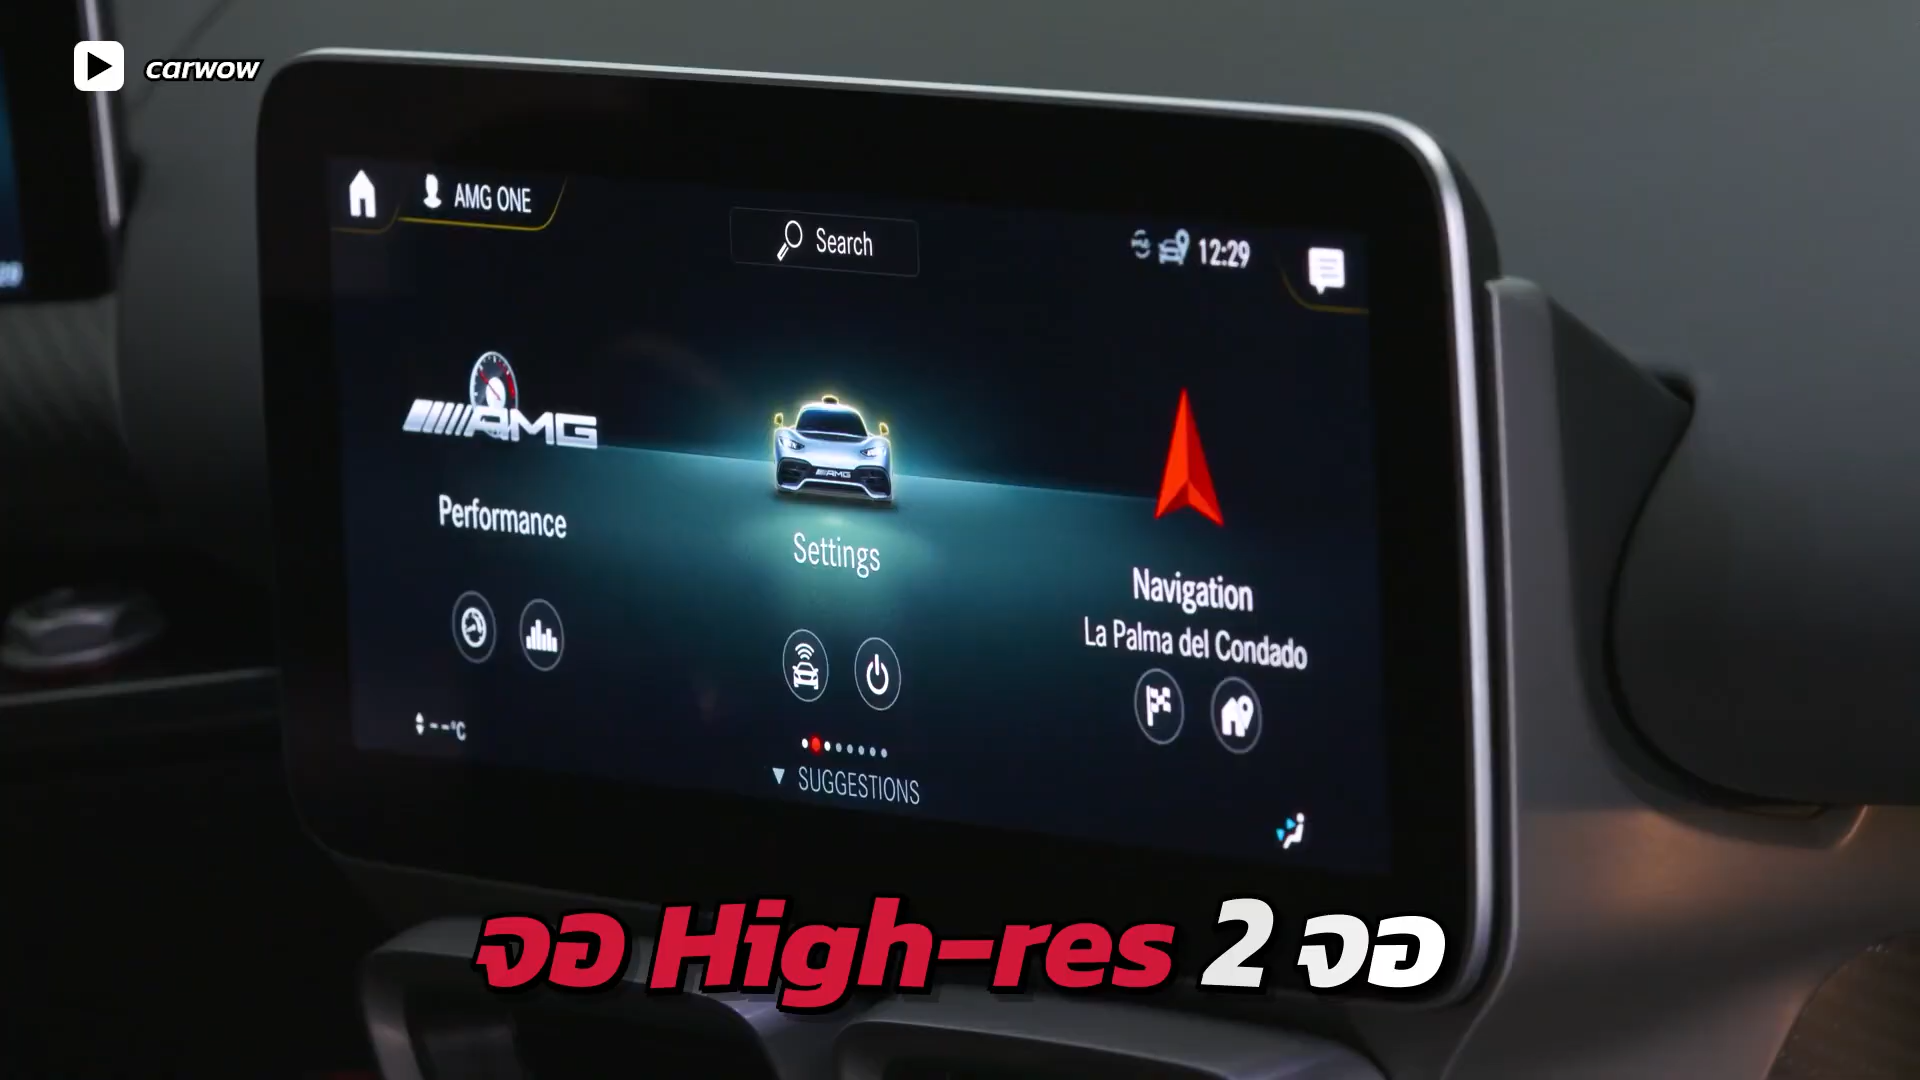 carwow
AMG ONE
Search
12:29
AMG
Performance
AMG
Settings
Navigation
La Palma del Condado
--°C
SUGGESTIONS
จอ High-res 2 จอ